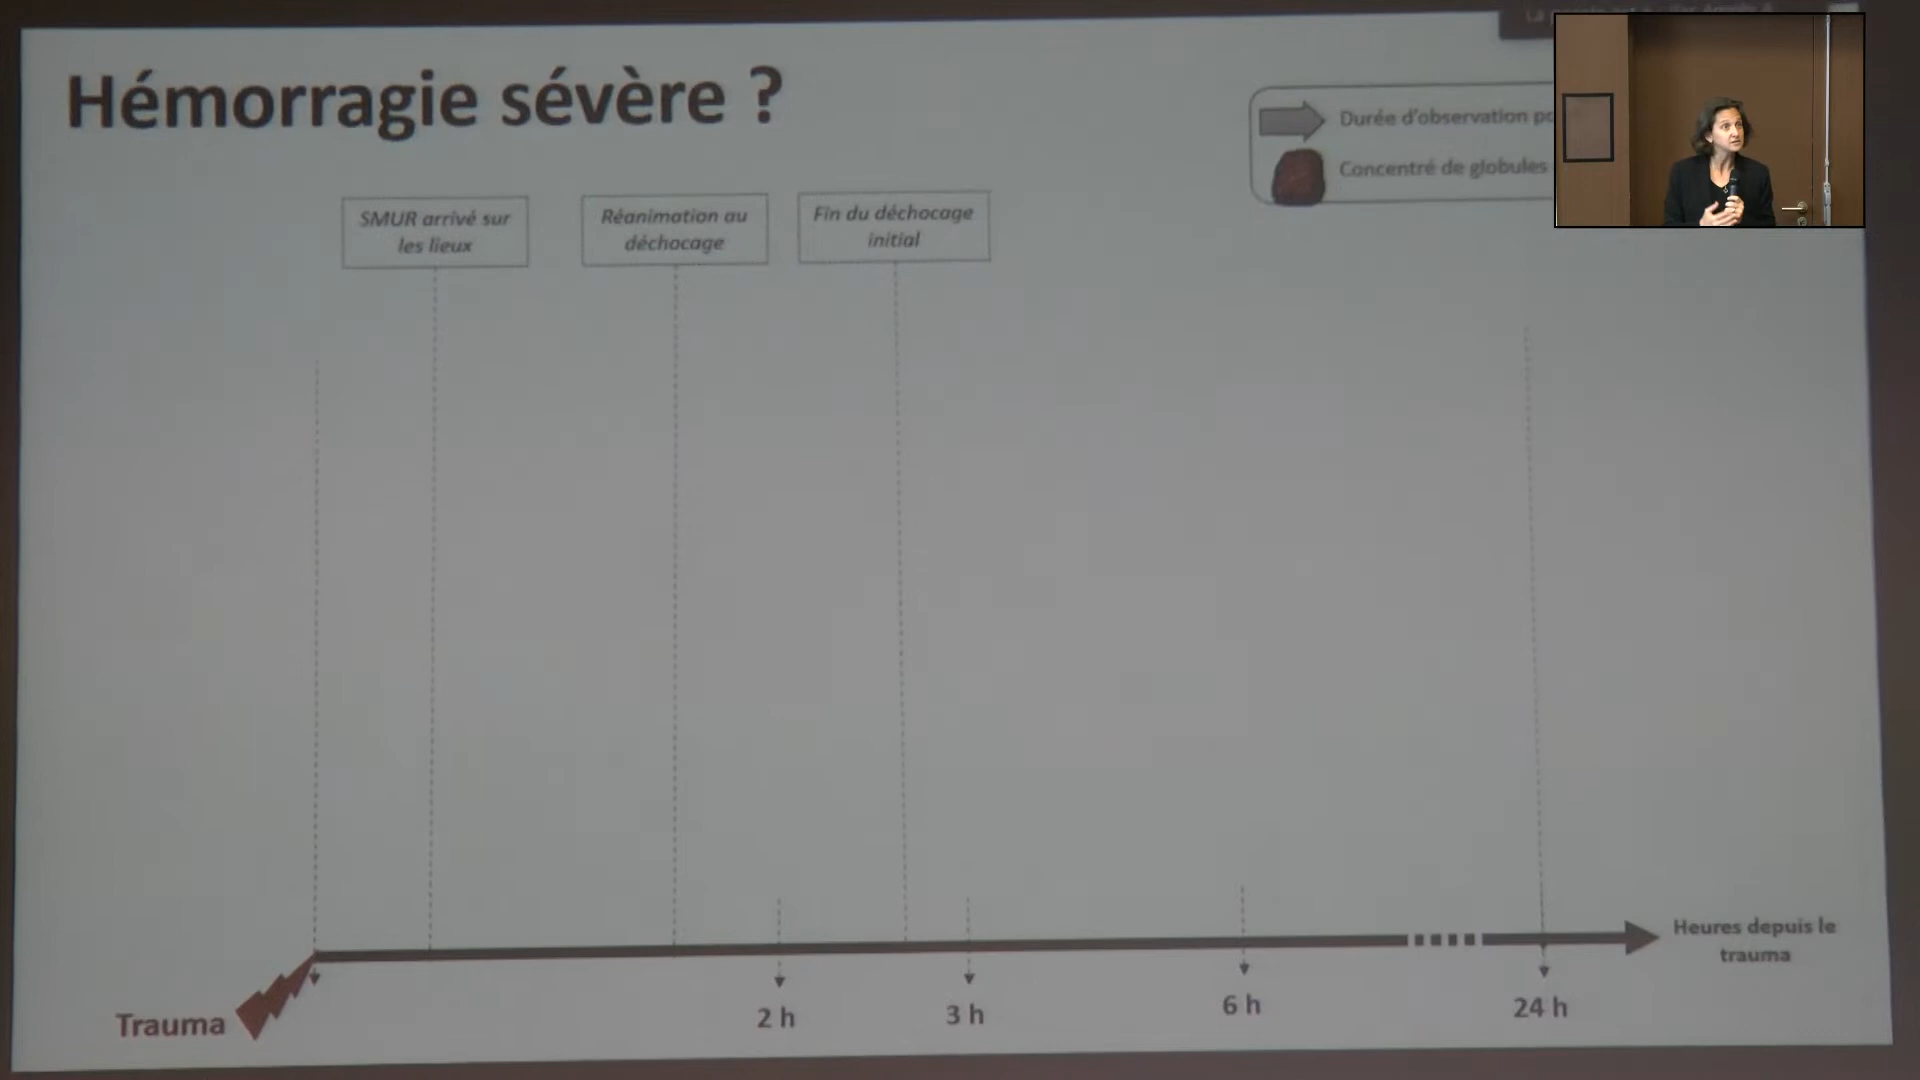 Hémorragie sévère ?
Durée d'observation
Concentré de globules
SMUR arrivé sur
les lieux
Réanimation au
déchocage
Fin du déchocage
initial
Heures depuis le
trauma
Trauma
2 h
3 h
6 h
24 h